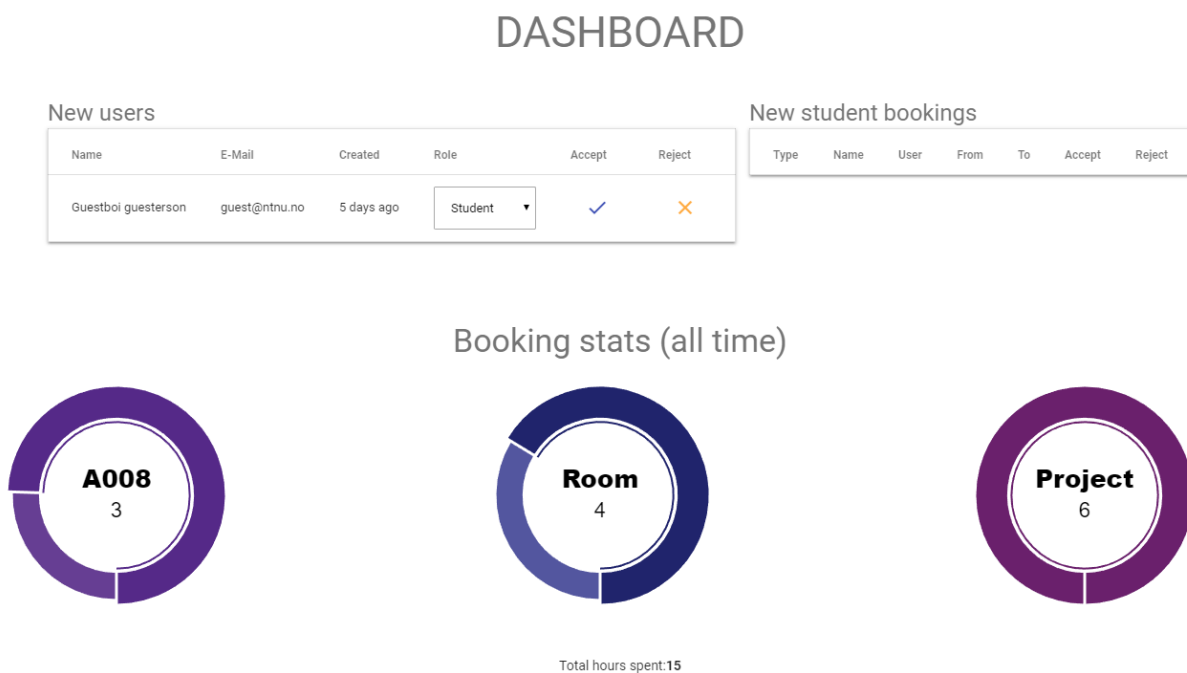 DASHBOARD
New users
Name E-Mail Created Role Accept Reject
Guestboi guesterson guest@ntnu.no 5 days ago Student
New student bookings
Type Name User From To Accept Reject
Booking stats (all time)
A008
3
Room
4
Project
6
Total hours spent:15